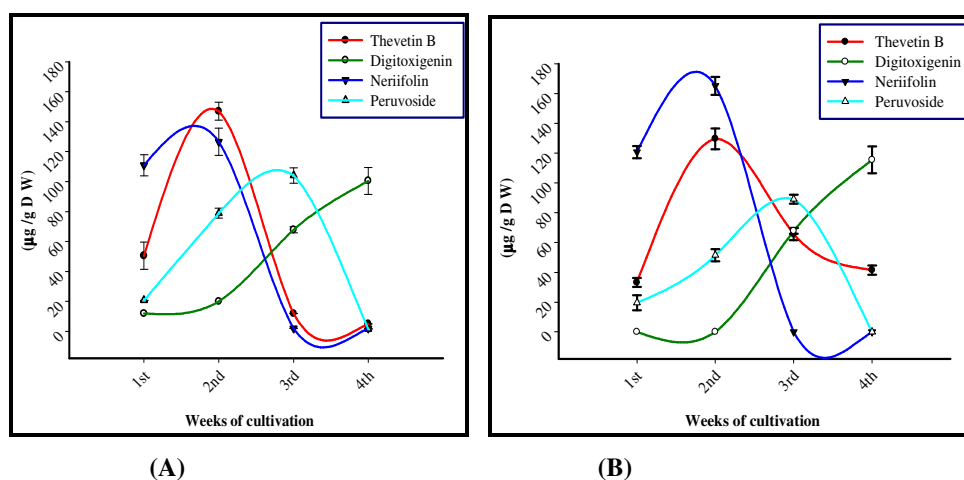 Thevetin B
Digitoxigenin
Neriifolin
Peruvoside
(µg /g D W)
180
160
140
120
100
80
60
40
20
0
1st
2nd
3rd
4th
Weeks of cultivation
(A)
Thevetin B
Digitoxigenin
Neriifolin
Peruvoside
(µg /g D W)
180
160
140
120
100
80
60
40
20
0
1st
2nd
3rd
4th
Weeks of cultivation
(B)